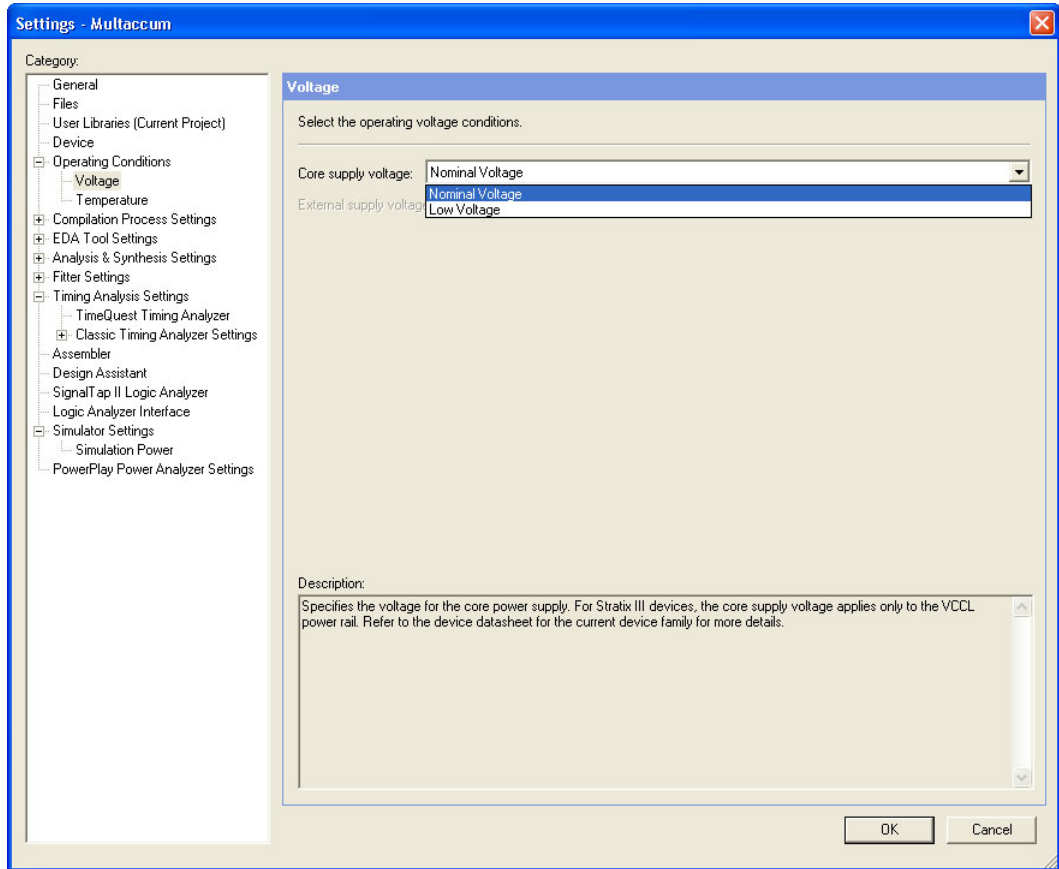 Settings - Multaccum
Category:
General
Files
User Libraries (Current Project)
Device
Operating Conditions
Voltage
Temperature
Compilation Process Settings
EDA Tool Settings
Analysis & Synthesis Settings
Fitter Settings
Timing Analysis Settings
TimeQuest Timing Analyzer
Classic Timing Analyzer Settings
Assembler
Design Assistant
SignalTap II Logic Analyzer
Logic Analyzer Interface
Simulator Settings
Simulation Power
PowerPlay Power Analyzer Settings
Voltage
Select the operating voltage conditions.
Core supply voltage: Nominal Voltage
Nominal Voltage
External supply voltage
Low Voltage
Description:
Specifies the voltage for the core power supply. For Stratix III devices, the core supply voltage applies only to the VCCL
power rail. Refer to the device datasheet for the current device family for more details.
OK Cancel